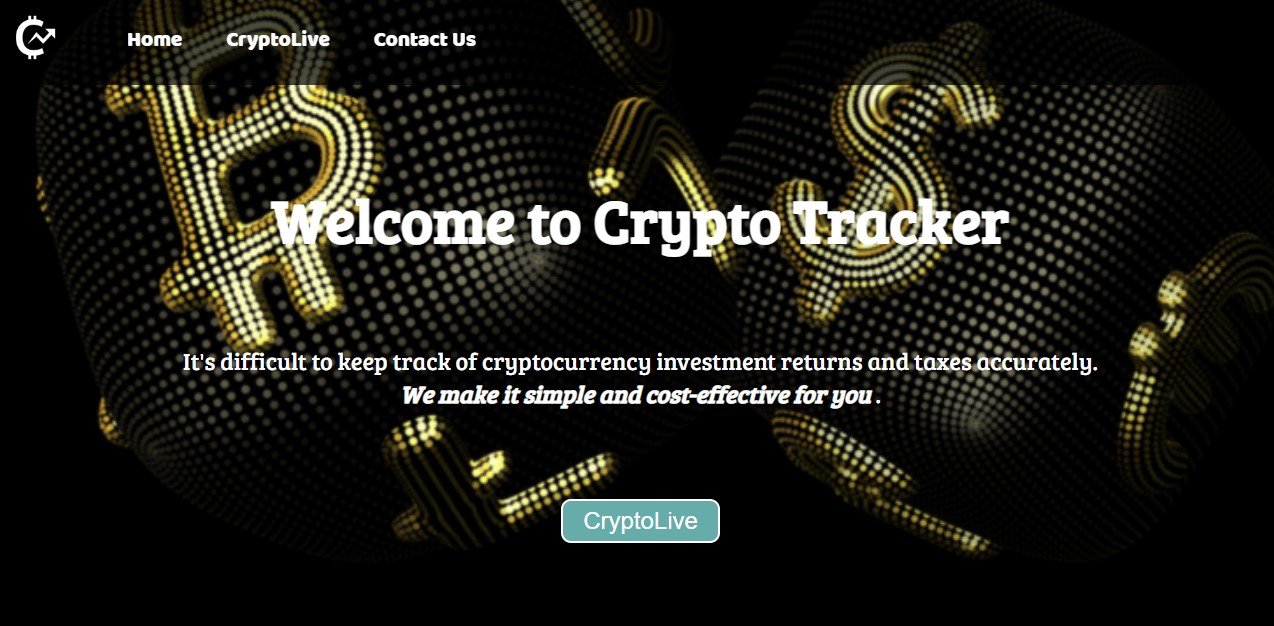 Home CryptoLive Contact Us
Welcome to Crypto Tracker
It's difficult to keep track of cryptocurrency investment returns and taxes accurately.
We make it simple and cost-effective for you .
CryptoLive